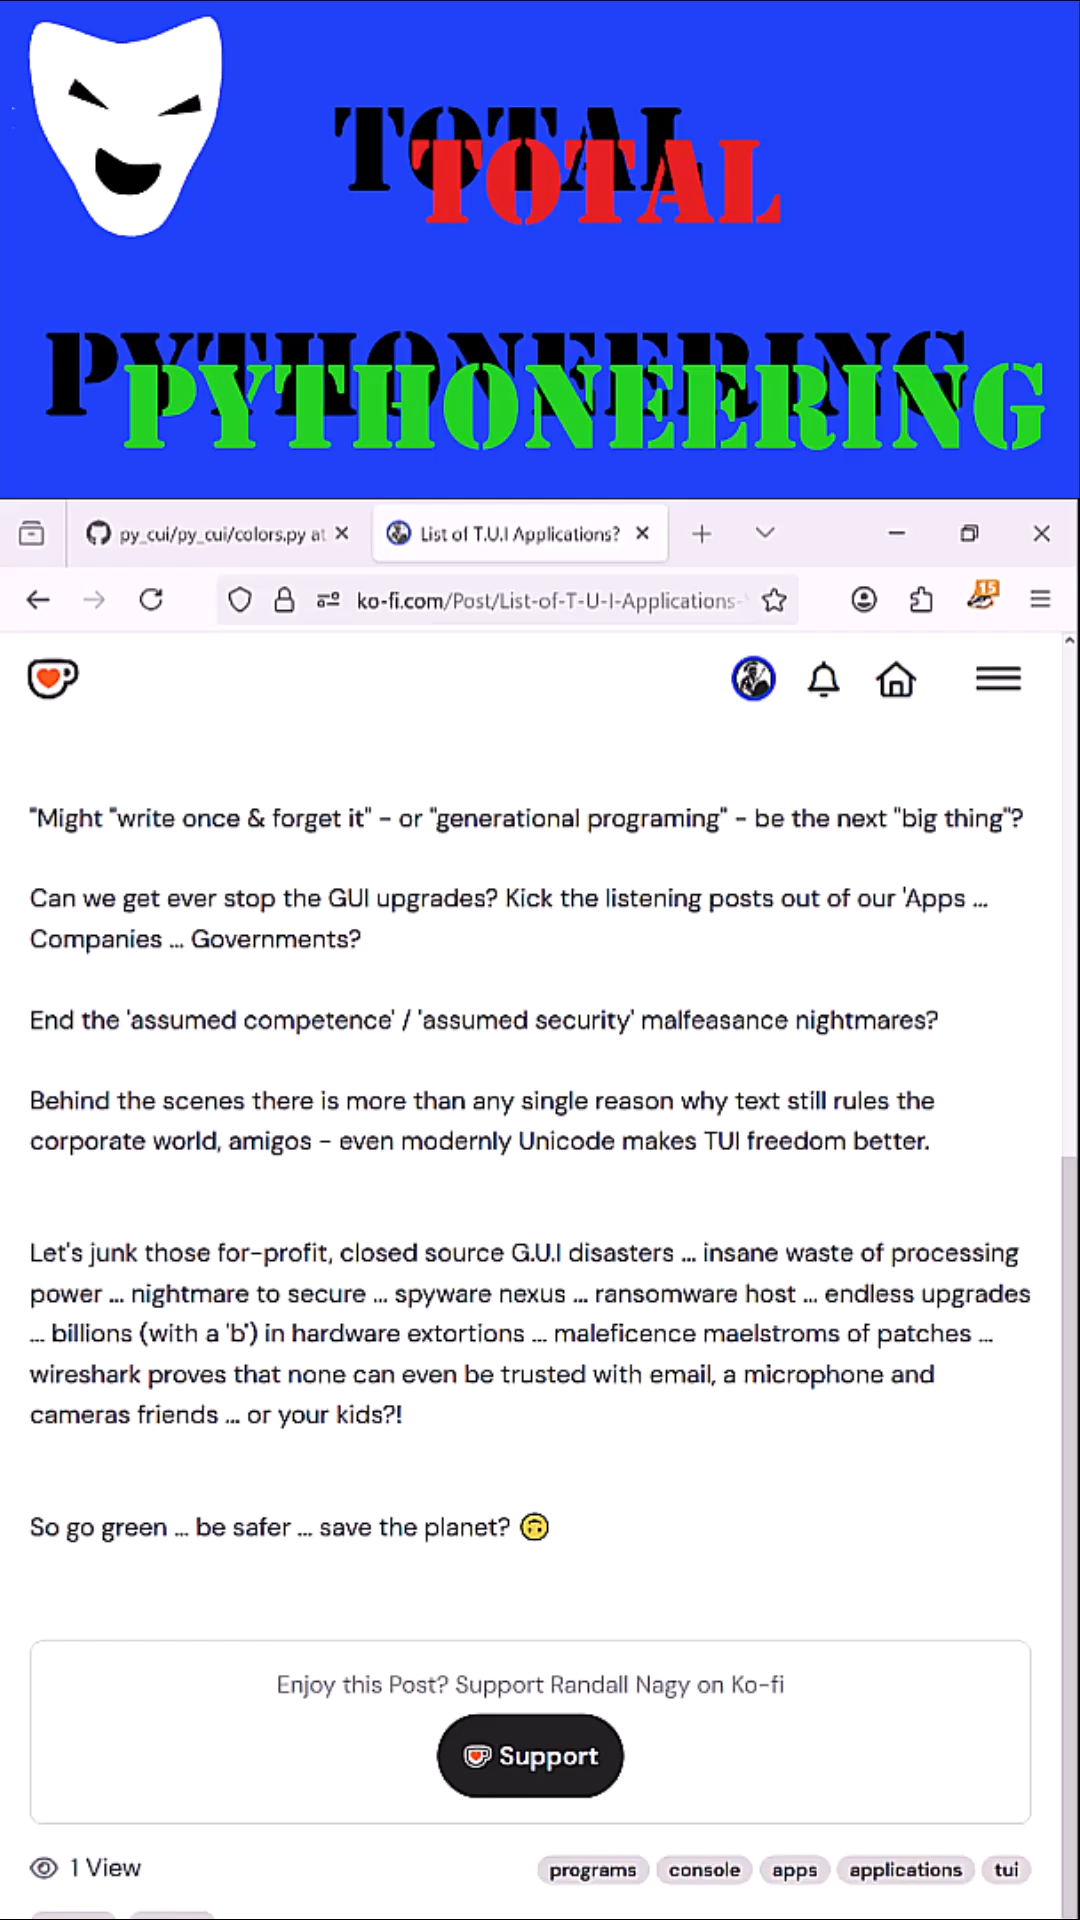 TOTAL
PYTHONEERING
py_cui/py_cui/colors.py at
List of T.U.I Applications?
ko-fi.com/Post/List-of-T-U-I-Applications-
15
"Might "write once & forget it" - or "generational programing" - be the next "big thing"?
Can we get ever stop the GUI upgrades? Kick the listening posts out of our 'Apps ...
Companies ... Governments?
End the 'assumed competence' / 'assumed security' malfeasance nightmares?
Behind the scenes there is more than any single reason why text still rules the
corporate world, amigos - even modernly Unicode makes TUI freedom better.
Let's junk those for-profit, closed source G.U.I disasters ... insane waste of processing
power ... nightmare to secure ... spyware nexus ... ransomware host ... endless upgrades
... billions (with a 'b') in hardware extortions ... maleficence maelstroms of patches ...
wireshark proves that none can even be trusted with email, a microphone and
cameras friends ... or your kids?!
So go green ... be safer ... save the planet? 🙃
Enjoy this Post? Support Randall Nagy on Ko-fi
Support
1 View
programs console apps applications tui